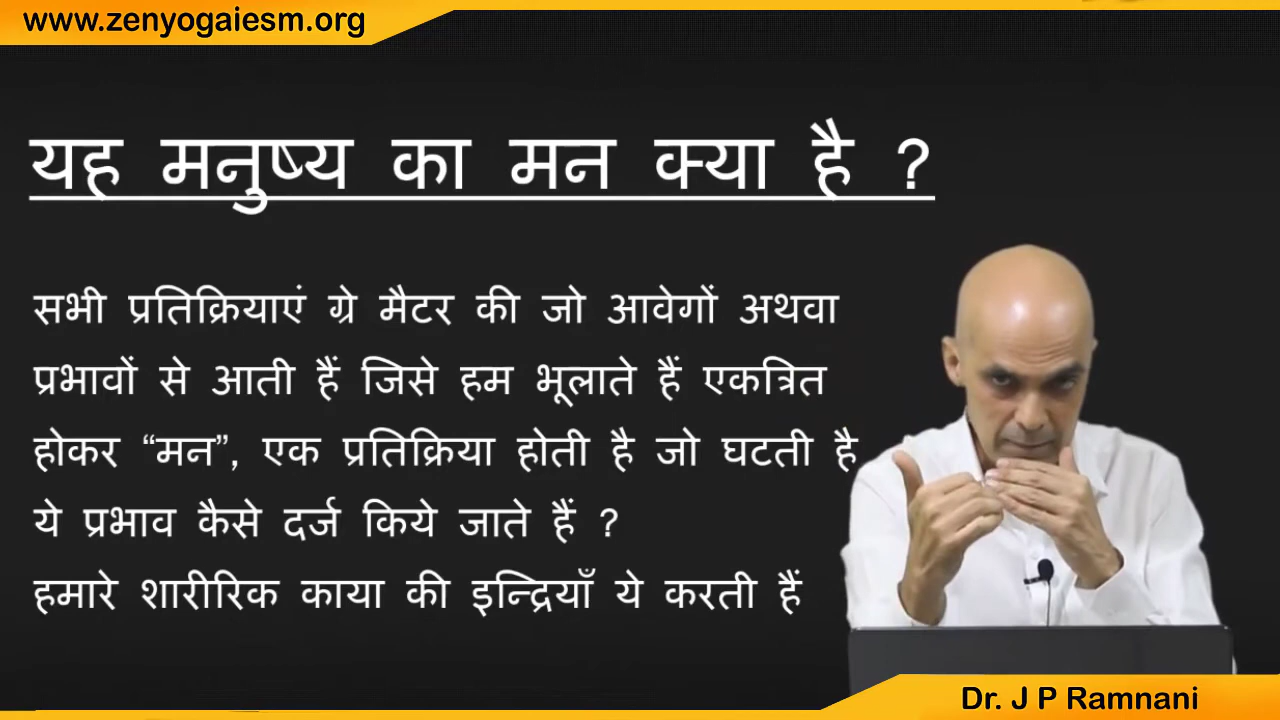 www.zenyogaiesm.org
यह मनुष्य का मन क्या है ?
सभी प्रतिक्रियाएं ग्रे मैटर की जो आवेगों अथवा
प्रभावों से आती हैं जिसे हम भूलाते हैं एकत्रित
होकर “मन”, एक प्रतिक्रिया होती है जो घटती है
ये प्रभाव कैसे दर्ज किये जाते हैं ?
हमारे शारीरिक काया की इन्द्रियाँ ये करती हैं
Dr. J P Ramnani